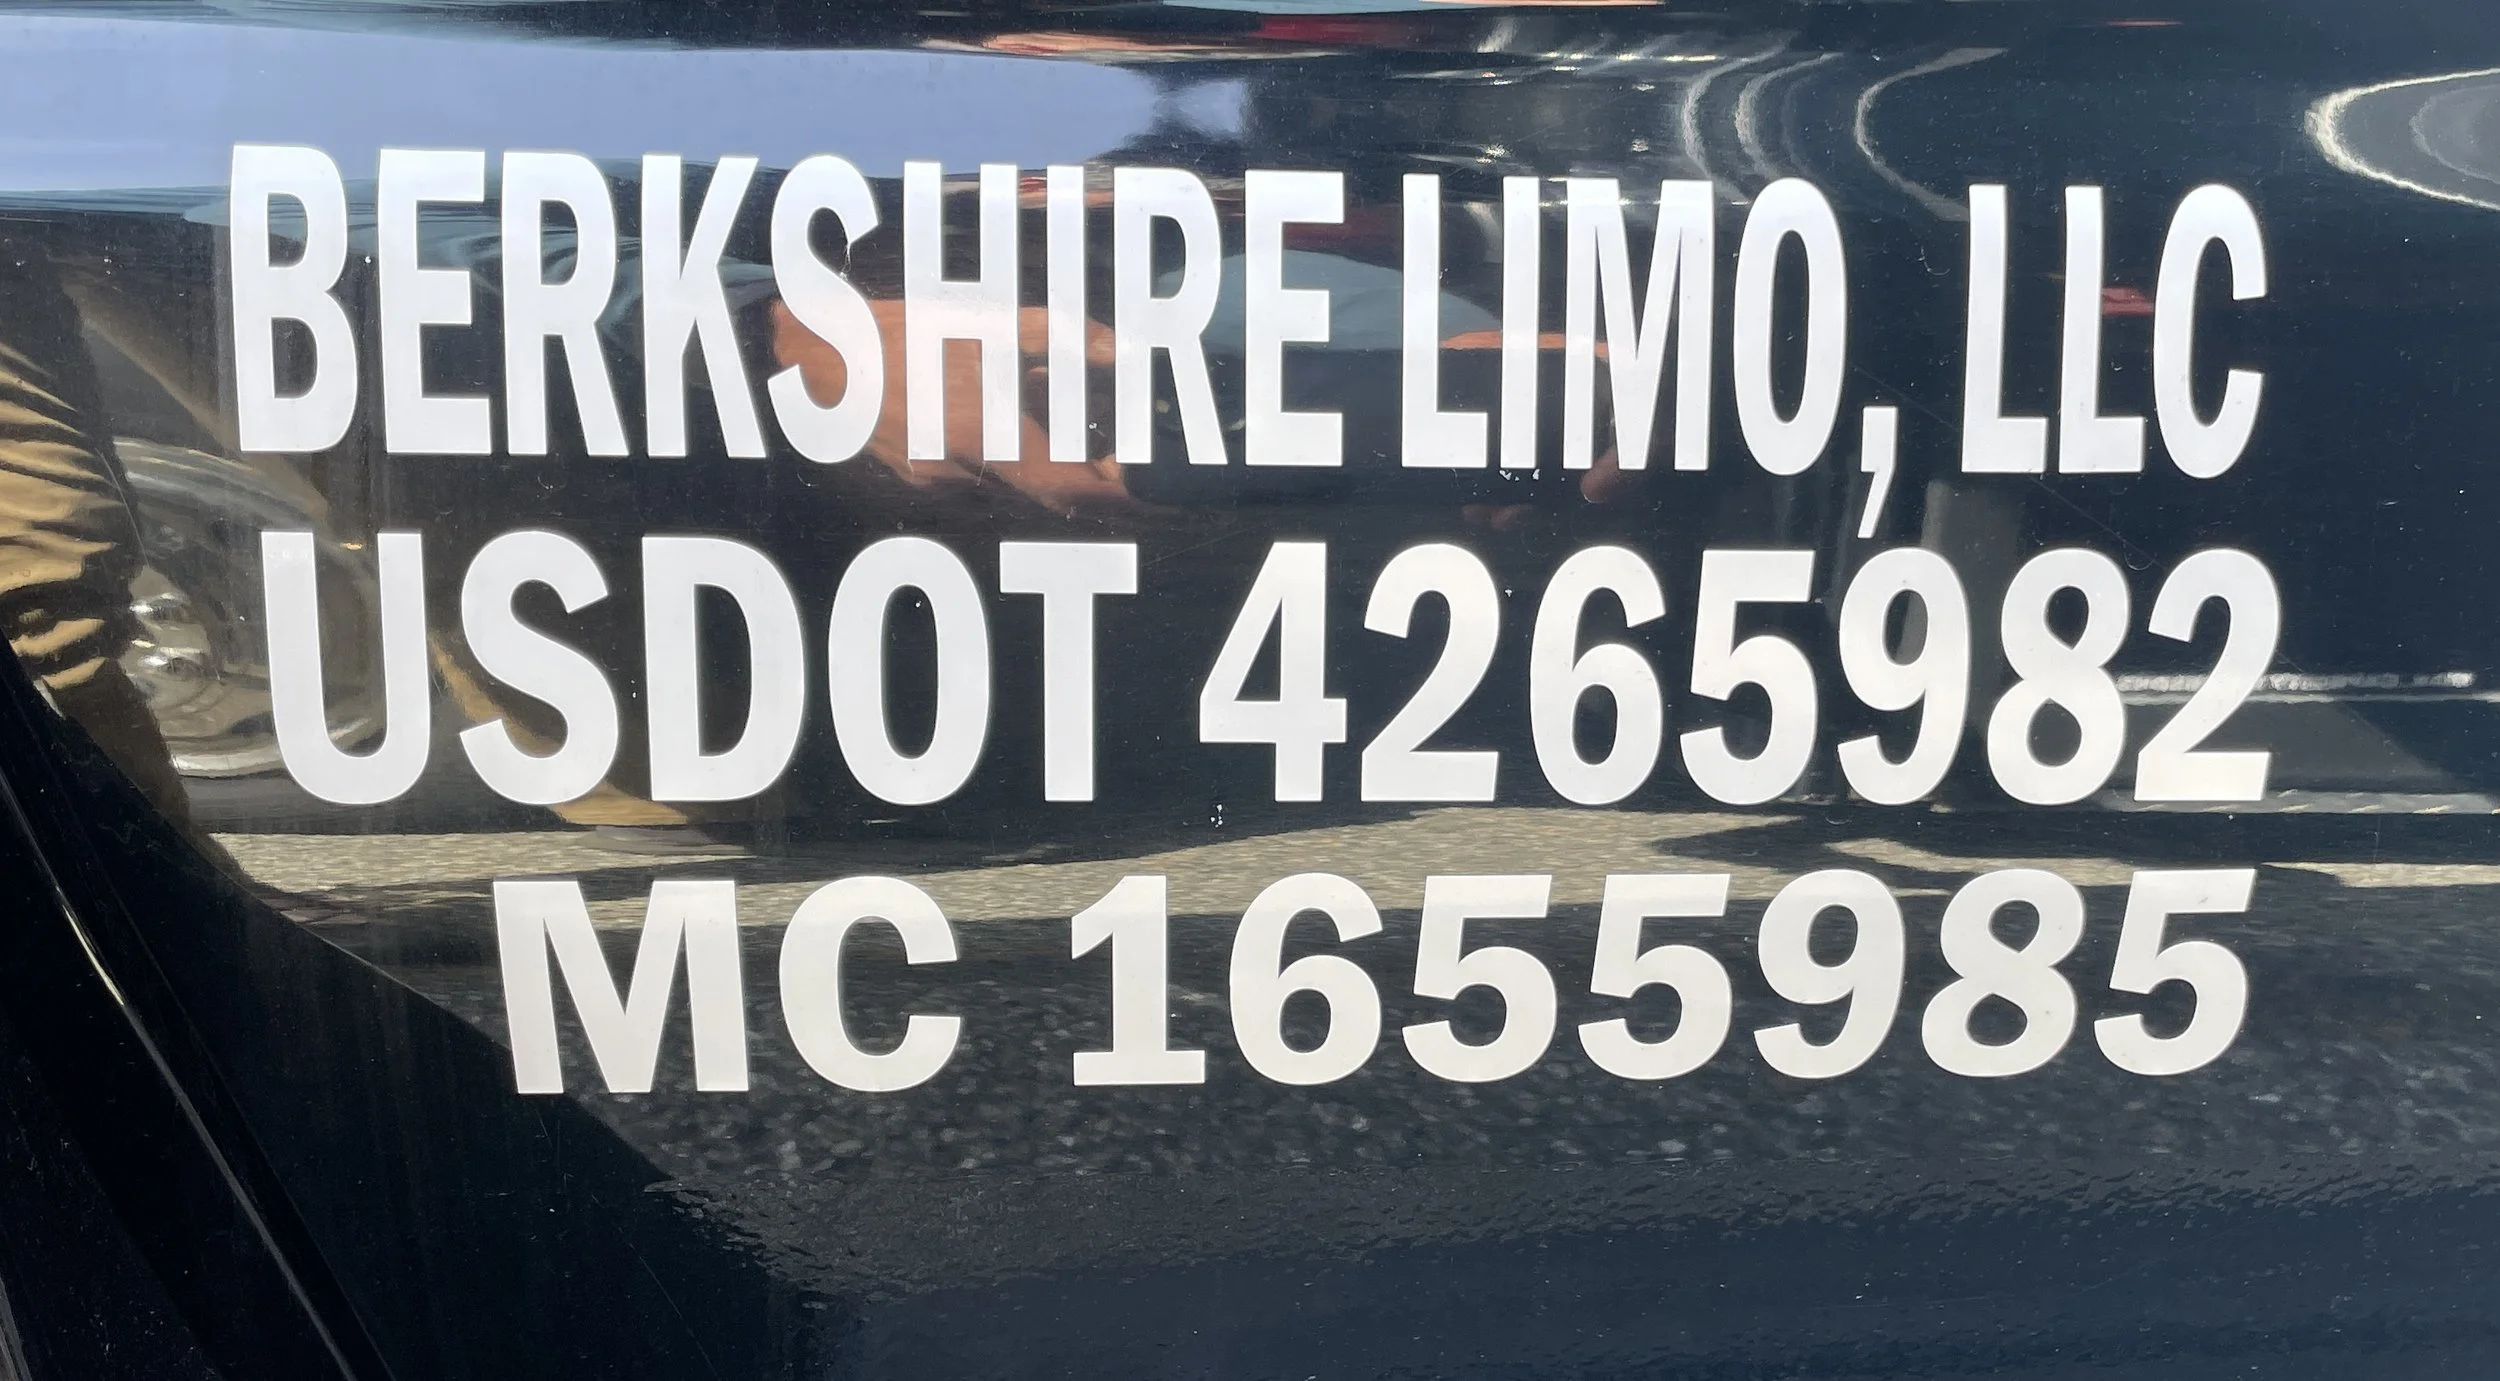 BERKSHIRE LIMO, LLC
USDOT 4265982
MC 1655985